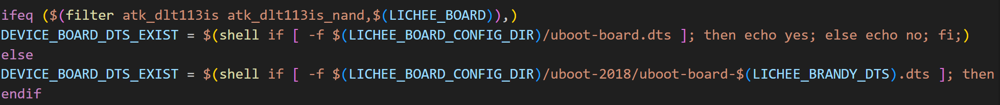 ifeq ($(filter atk_dlt113is atk_dlt113is_nand,$(LICHEE_BOARD)),)
DEVICE_BOARD_DTS_EXIST = $(shell if [ -f $(LICHEE_BOARD_CONFIG_DIR)/uboot-board.dts ]; then echo yes; else echo no; fi;)
else
DEVICE_BOARD_DTS_EXIST = $(shell if [ -f $(LICHEE_BOARD_CONFIG_DIR)/uboot-2018/uboot-board-$(LICHEE_BRANDY_DTS).dts ]; then
endif